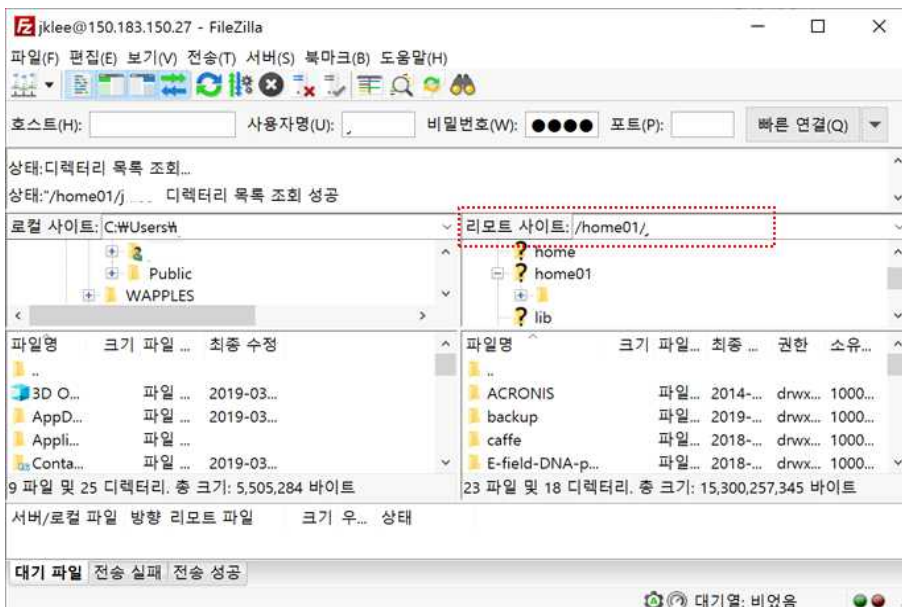 jklee@150.183.150.27 - FileZilla
파일(F) 편집(E) 보기(V) 전송(T) 서버(S) 북마크(B) 도움말(H)
호스트(H): 사용자명(U): 비밀번호(W): ●●●● 포트(P): 빠른 연결(Q)
상태:디렉터리 목록 조회...
상태:"/home01/j 디렉터리 목록 조회 성공
로컬 사이트: C:₩Users₩
Public
WAPPLES
리모트 사이트: /home01/
? home
? home01
? lib
파일명 크기 파일 ... 최종 수정
..
3D O... 파일 ... 2019-03...
AppD... 파일 ... 2019-03...
Appli... 파일 ...
Conta... 파일 ... 2019-03...
9 파일 및 25 디렉터리. 총 크기: 5,505,284 바이트
파일명 크기 파일... 최종 ... 권한 소유...
..
ACRONIS 파일... 2014-... drwx... 1000...
backup 파일... 2019-... drwx... 1000...
caffe 파일... 2018-... drwx... 1000...
E-field-DNA-p... 파일... 2018-... drwx... 1000...
23 파일 및 18 디렉터리. 총 크기: 15,300,257,345 바이트
서버/로컬 파일 방향 리모트 파일 크기 우... 상태
대기 파일 전송 실패 전송 성공
대기열: 비었음